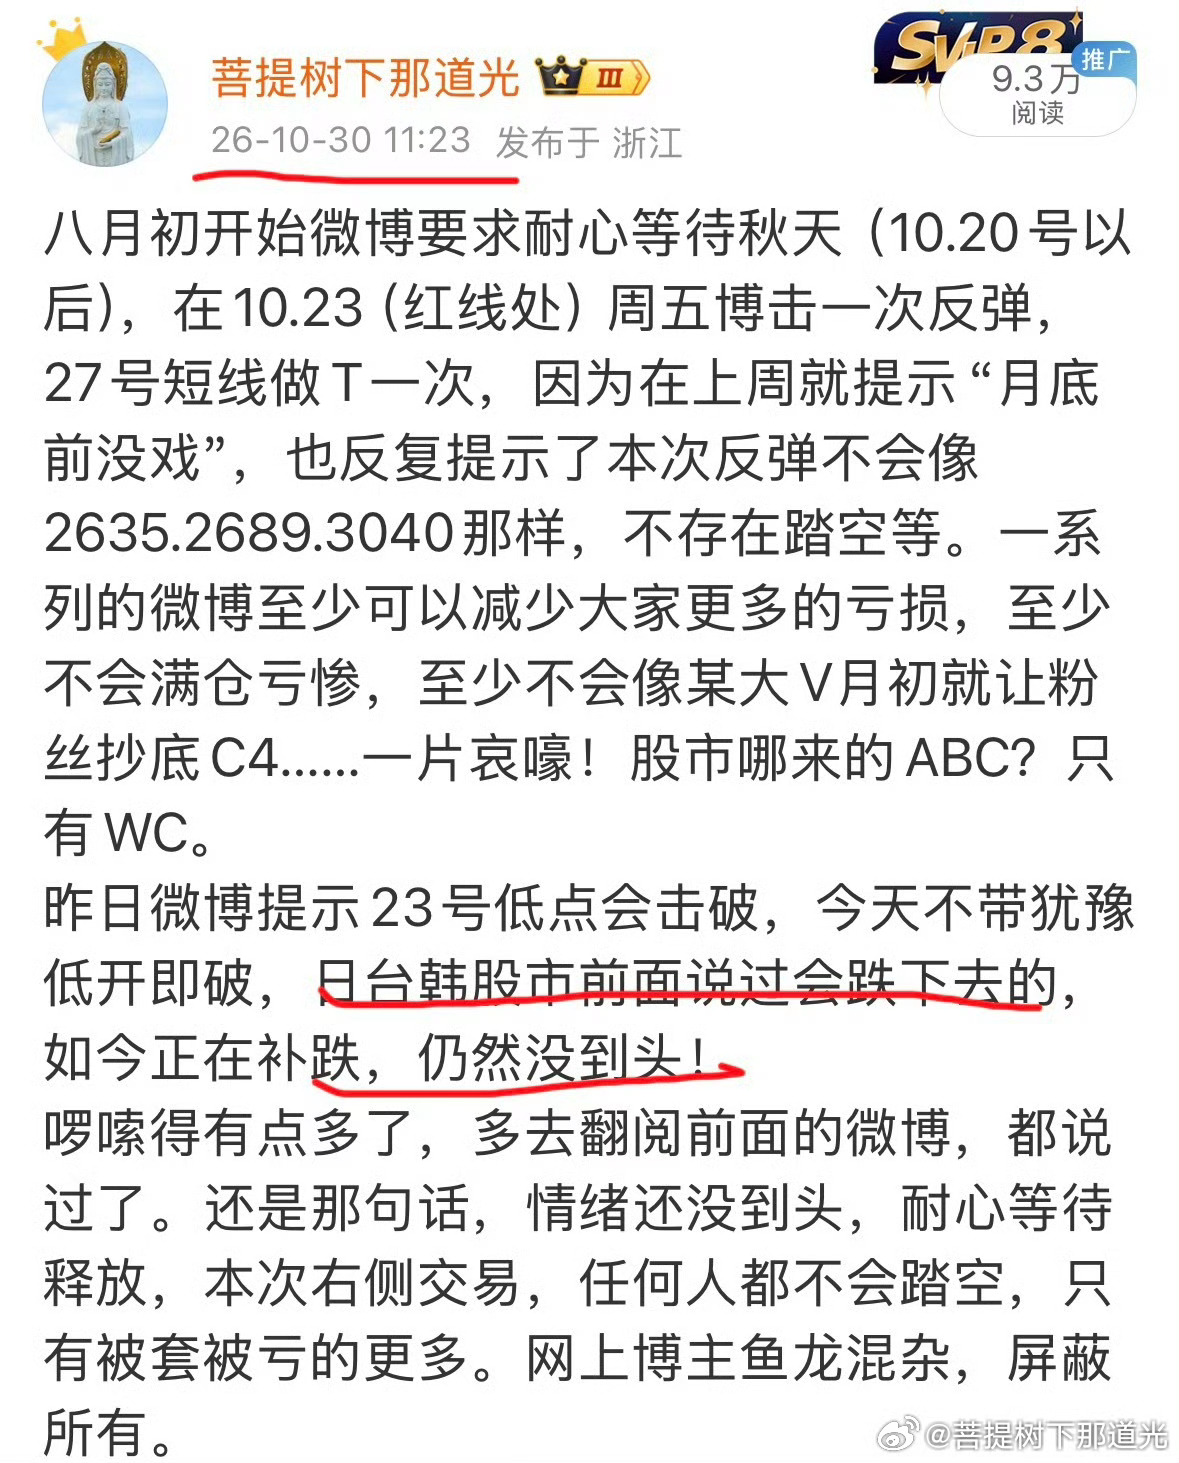 菩提树下那道光 III
SVIP8
推广
9.3万
阅读
26-10-30 11:23 发布于 浙江
八月初开始微博要求耐心等待秋天（10.20号以
后），在10.23（红线处）周五博击一次反弹，
27号短线做T一次，因为在上周就提示“月底
前没戏”，也反复提示了本次反弹不会像
2635.2689.3040那样，不存在踏空等。一系
列的微博至少可以减少大家更多的亏损，至少
不会满仓亏惨，至少不会像某大V月初就让粉
丝抄底C4......一片哀嚎！股市哪来的ABC？只
有WC。
昨日微博提示23号低点会击破，今天不带犹豫
低开即破，日台韩股市前面说过会跌下去的，
如今正在补跌，仍然没到头！
啰嗦得有点多了，多去翻阅前面的微博，都说
过了。还是那句话，情绪还没到头，耐心等待
释放，本次右侧交易，任何人都不会踏空，只
有被套被亏的更多。网上博主鱼龙混杂，屏蔽
所有。
@菩提树下那道光